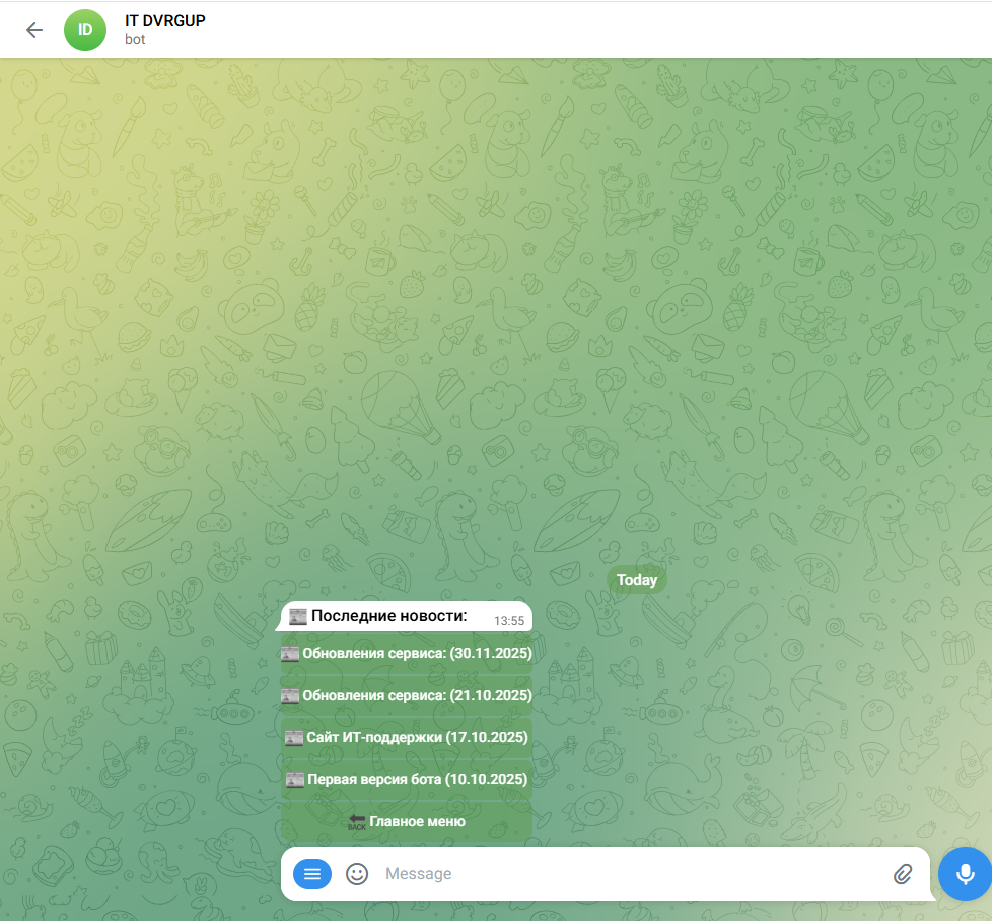 ID
IT DVRGUP
bot
Today
📰 Последние новости:
13:55
📰 Обновления сервиса: (30.11.2025)
📰 Обновления сервиса: (21.10.2025)
📰 Сайт ИТ-поддержки (17.10.2025)
📰 Первая версия бота (10.10.2025)
🔙 Главное меню
Message